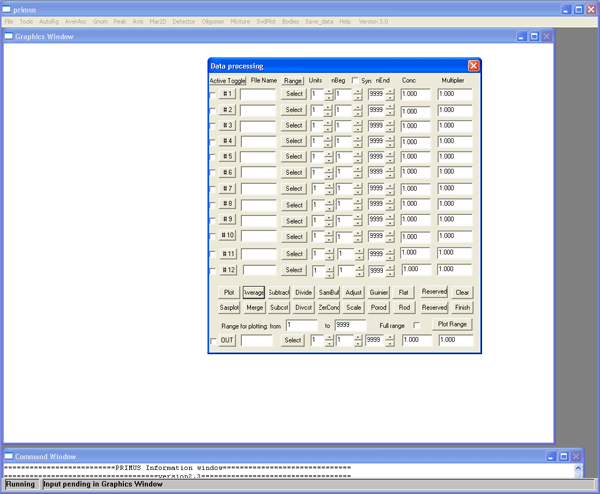 primus
File Tools AutoRg AverAsc Gnom Peak Axis Mar2D Detector Oligomer Mixture SvdPlot Bodies Save_data Help Version 3.0
Graphics Window
Data processing
Active Toggle File Name Range Units nBeg Syn nEnd Conc Multiplier
# 1 Select 1 1 9999 1.000 1.000
# 2 Select 1 1 9999 1.000 1.000
# 3 Select 1 1 9999 1.000 1.000
# 4 Select 1 1 9999 1.000 1.000
# 5 Select 1 1 9999 1.000 1.000
# 6 Select 1 1 9999 1.000 1.000
# 7 Select 1 1 9999 1.000 1.000
# 8 Select 1 1 9999 1.000 1.000
# 9 Select 1 1 9999 1.000 1.000
# 10 Select 1 1 9999 1.000 1.000
# 11 Select 1 1 9999 1.000 1.000
# 12 Select 1 1 9999 1.000 1.000
Plot Average Subtract Divide SamBuf Adjust Guinier Flat Reserved Clear
Sasplot Merge Subcst Divcst ZerConc Scale Porod Rod Reserved Finish
Range for plotting: from 1 to 9999 Full range Plot Range
OUT Select 1 1 9999 1.000 1.000
Command Window
==========================PRIMUS Information window==============================
====================================version2.3===================================
Running Input pending in Graphics Window